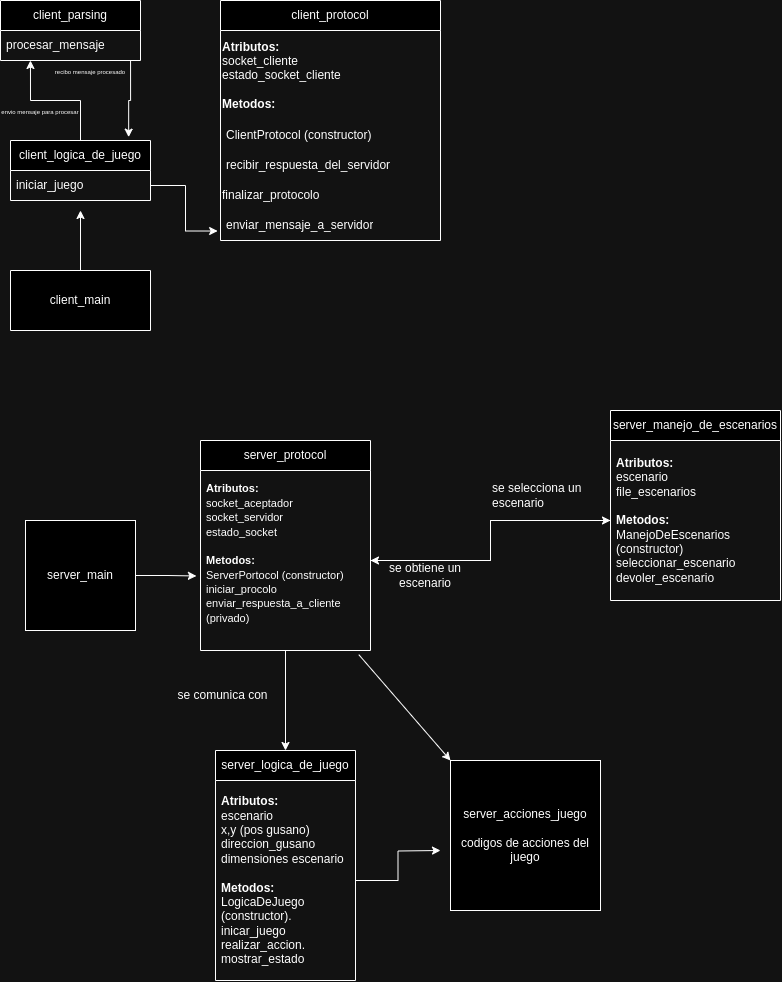 client_parsing
procesar_mensaje
recibo mensaje procesado
envio mensaje para procesar
client_logica_de_juego
iniciar_juego
client_main
client_protocol
Atributos:
socket_cliente
estado_socket_cliente
Metodos:
ClientProtocol (constructor)
recibir_respuesta_del_servidor
finalizar_protocolo
enviar_mensaje_a_servidor
server_main
server_protocol
Atributos:
socket_aceptador
socket_servidor
estado_socket
Metodos:
ServerPortocol (constructor)
iniciar_procolo
enviar_respuesta_a_cliente
(privado)
se selecciona un
escenario
se obtiene un
escenario
server_manejo_de_escenarios
Atributos:
escenario
file_escenarios
Metodos:
ManejoDeEscenarios
(constructor)
seleccionar_escenario
devoler_escenario
se comunica con
server_logica_de_juego
Atributos:
escenario
x,y (pos gusano)
direccion_gusano
dimensiones escenario
Metodos:
LogicaDeJuego
(constructor).
inicar_juego
realizar_accion.
mostrar_estado
server_acciones_juego
codigos de acciones del
juego